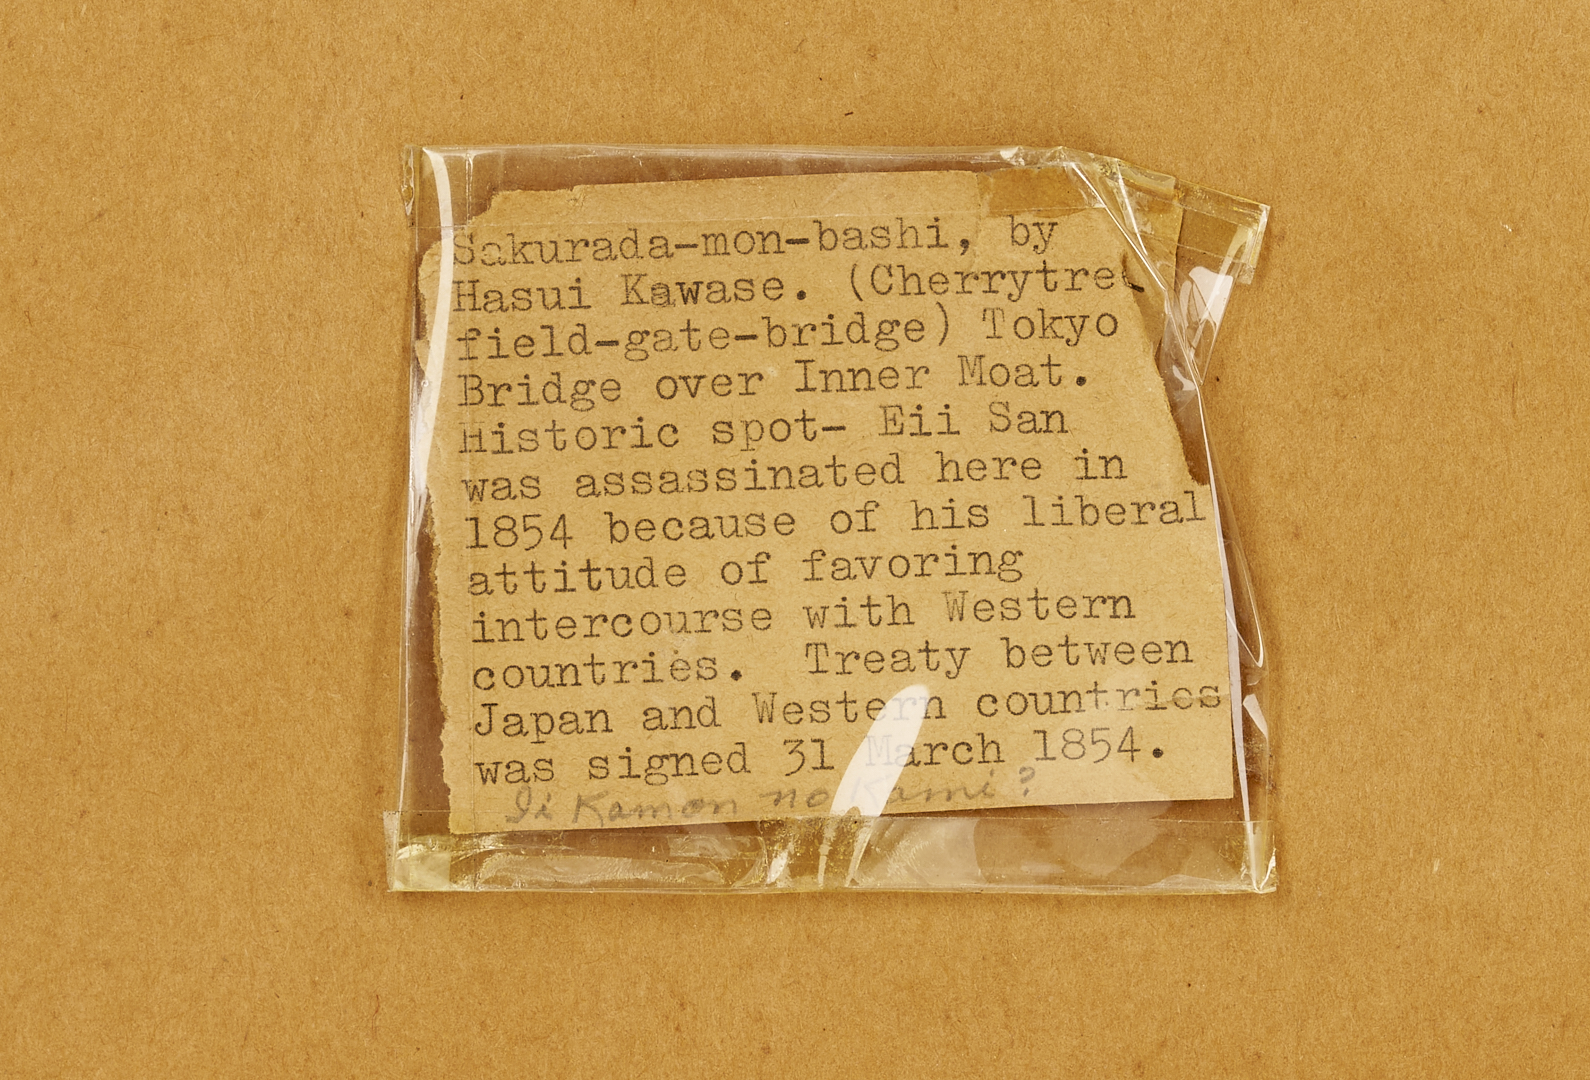 Sakurada-mon-bashi, by
Hasui Kawase. (Cherrytree
field-gate-bridge) Tokyo
Bridge over Inner Moat.
Historic spot- Eii San
was assassinated here in
1854 because of his liberal
attitude of favoring
intercourse with Western
countries. Treaty between
Japan and Western countries
was signed 31 March 1854.
Ii Kamon no Kami?